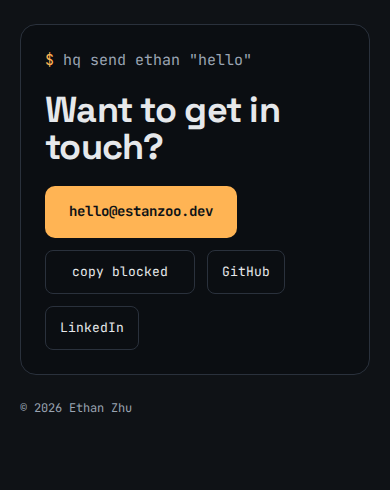 $ hq send ethan "hello"
Want to get in
touch?
hello@estanzoo.dev
copy blocked
GitHub
LinkedIn
© 2026 Ethan Zhu